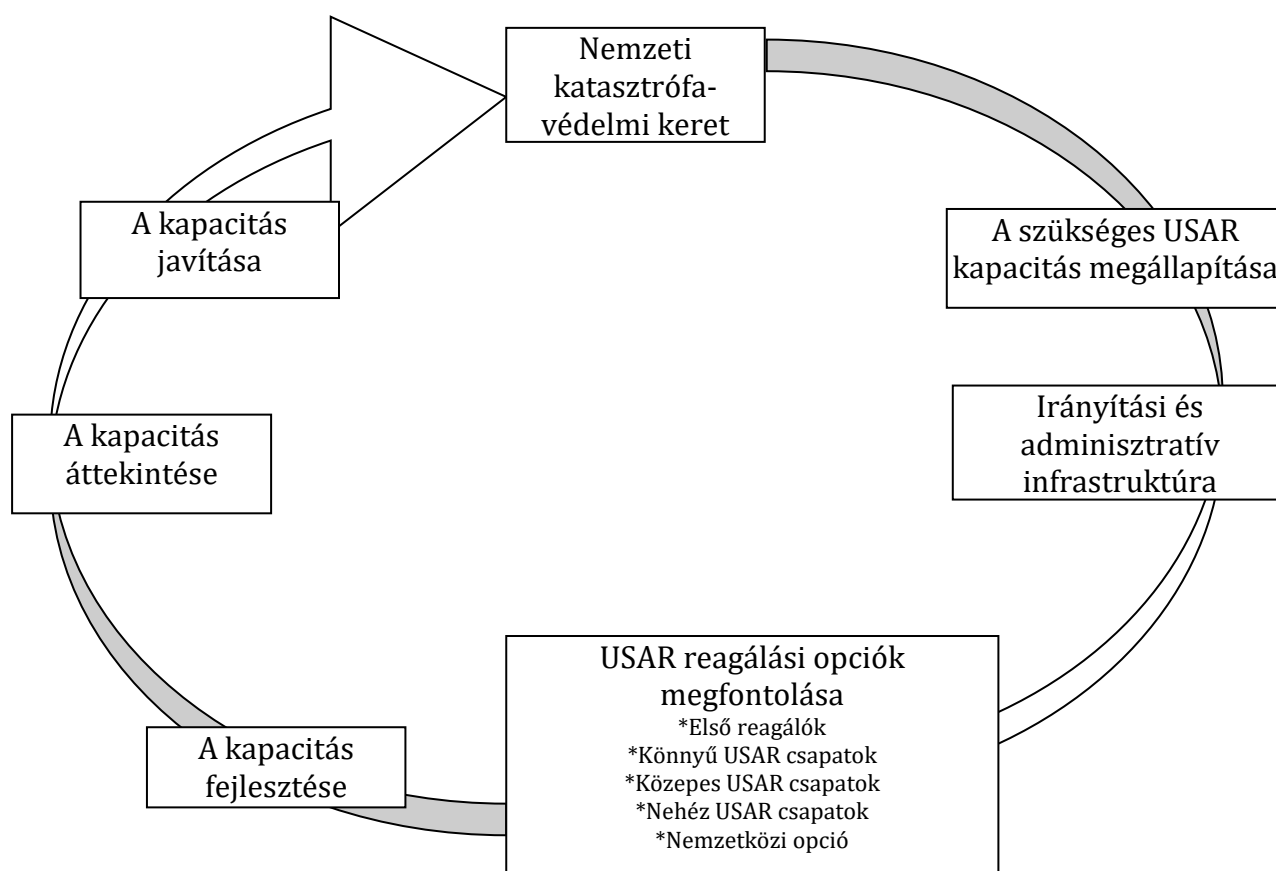 Nemzeti
katasztrófa-
védelmi keret
A szükséges USAR
kapacitás megállapítása
Irányítási és
adminisztratív
infrastruktúra
USAR reagálási opciók
megfontolása
*Első reagálók
*Könnyű USAR csapatok
*Közepes USAR csapatok
*Nehéz USAR csapatok
*Nemzetközi opció
A kapacitás
fejlesztése
A kapacitás
áttekintése
A kapacitás
javítása